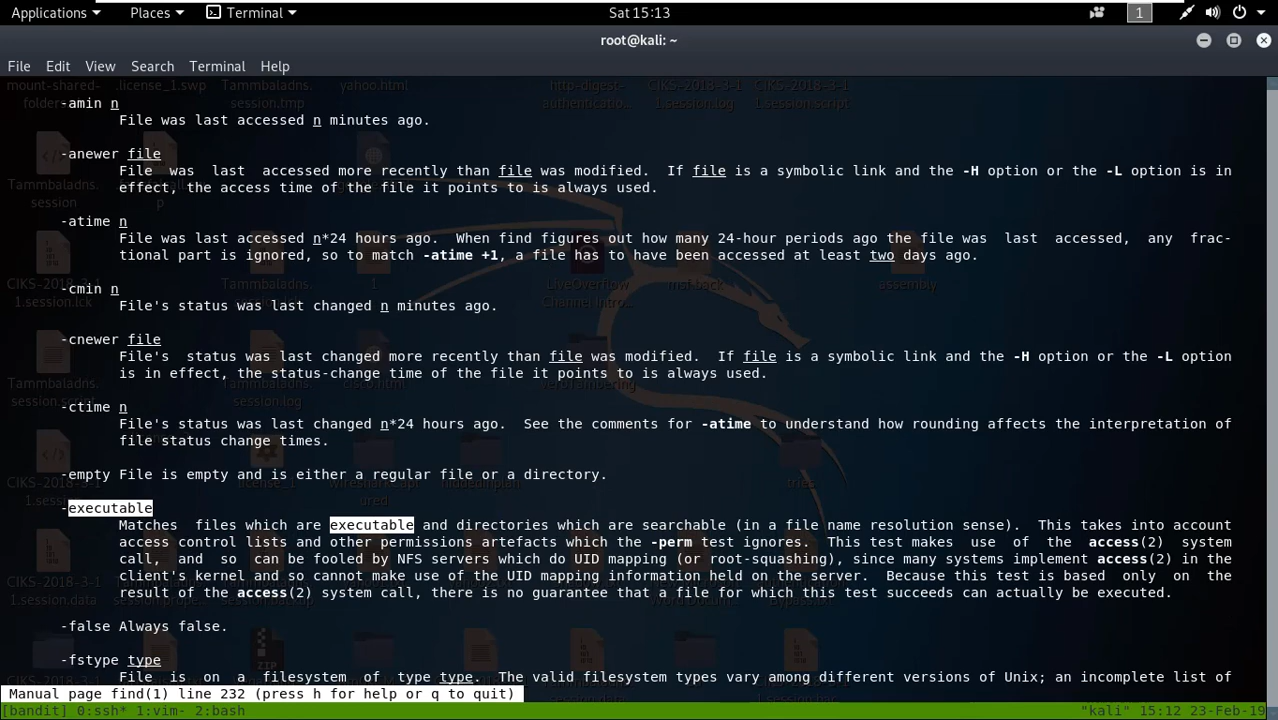 Applications Places Terminal Sat 15:13 1
root@kali: ~
File Edit View Search Terminal Help
-amin n
File was last accessed n minutes ago.
-anewer file
File was last accessed more recently than file was modified. If file is a symbolic link and the -H option or the -L option is in
effect, the access time of the file it points to is always used.
-atime n
File was last accessed n*24 hours ago. When find figures out how many 24-hour periods ago the file was last accessed, any frac-
tional part is ignored, so to match -atime +1, a file has to have been accessed at least two days ago.
-cmin n
File's status was last changed n minutes ago.
-cnewer file
File's status was last changed more recently than file was modified. If file is a symbolic link and the -H option or the -L option
is in effect, the status-change time of the file it points to is always used.
-ctime n
File's status was last changed n*24 hours ago. See the comments for -atime to understand how rounding affects the interpretation of
file status change times.
-empty File is empty and is either a regular file or a directory.
-executable
Matches files which are executable and directories which are searchable (in a file name resolution sense). This takes into account
access control lists and other permissions artefacts which the -perm test ignores. This test makes use of the access(2) system
call, and so can be fooled by NFS servers which do UID mapping (or root-squashing), since many systems implement access(2) in the
client's kernel and so cannot make use of the UID mapping information held on the server. Because this test is based only on the
result of the access(2) system call, there is no guarantee that a file for which this test succeeds can actually be executed.
-false Always false.
-fstype type
File is on a filesystem of type type. The valid filesystem types vary among different versions of Unix; an incomplete list of
Manual page find(1) line 232 (press h for help or q to quit)
[bandit] 0:ssh* 1:vim- 2:bash "kali" 15:12 23-Feb-19